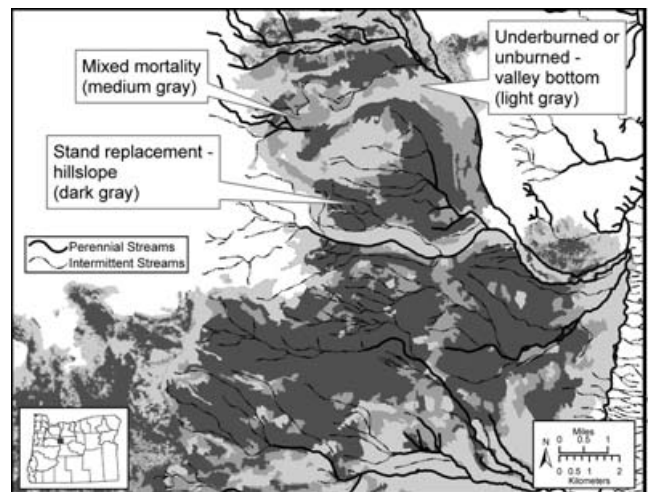 Mixed mortality
(medium gray)
Underburned or
unburned -
valley bottom
(light gray)
Stand replacement -
hillslope
(dark gray)
Perennial Streams
Intermittent Streams
Miles
N 0 0.5 1
0 0.5 1 2
Kilometers